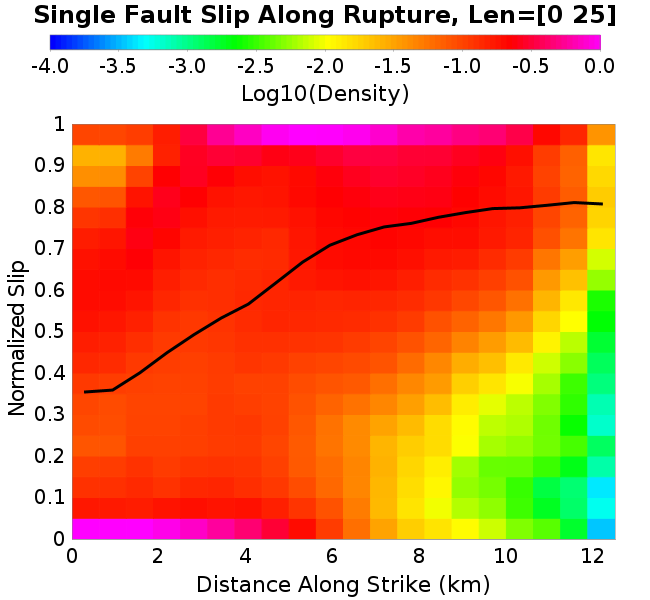 Single Fault Slip Along Rupture, Len=[0 25]
-4.0 -3.5 -3.0 -2.5 -2.0 -1.5 -1.0 -0.5 0.0
Log10(Density)
1
0.9
0.8
0.7
0.6
0.5
0.4
0.3
0.2
0.1
0
Normalized Slip
0 2 4 6 8 10 12
Distance Along Strike (km)